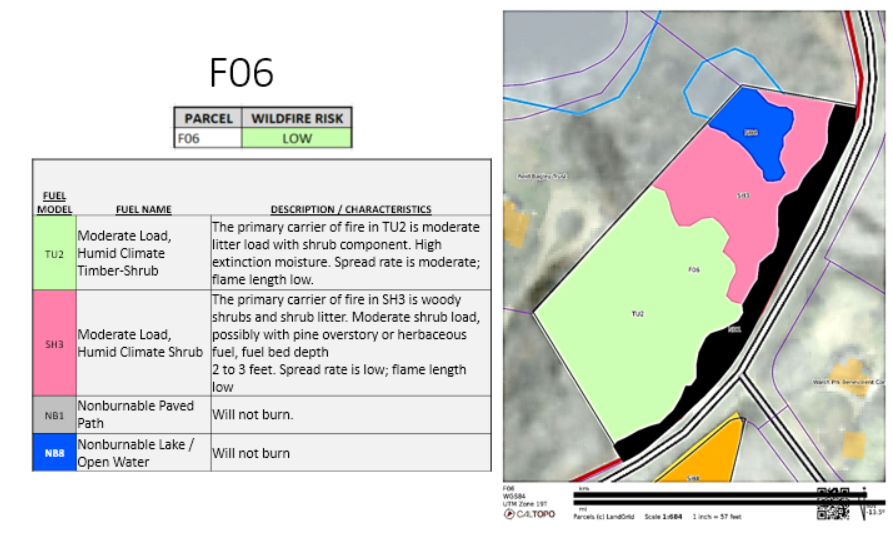 F06
PARCEL WILDFIRE RISK
F06 LOW
FUEL
MODEL FUEL NAME DESCRIPTION / CHARACTERISTICS
TU2
Moderate Load,
Humid Climate
Timber-Shrub
The primary carrier of fire in TU2 is moderate
litter load with shrub component. High
extinction moisture. Spread rate is moderate;
flame length low.
SH3
Moderate Load,
Humid Climate Shrub
The primary carrier of fire in SH3 is woody
shrubs and shrub litter. Moderate shrub load,
possibly with pine overstory or herbaceous
fuel, fuel bed depth
2 to 3 feet. Spread rate is low; flame length
low
NB1
Nonburnable Paved
Path
Will not burn.
NB8
Nonburnable Lake /
Open Water
Will not burn
NB8
SH3
F06
TU2
NB1
F06
WGS84
UTM Zone 19T
CALTOPO
km
mi
Parcels (c) LandGrid Scale 1:684 1 inch = 57 feet
-13.5°